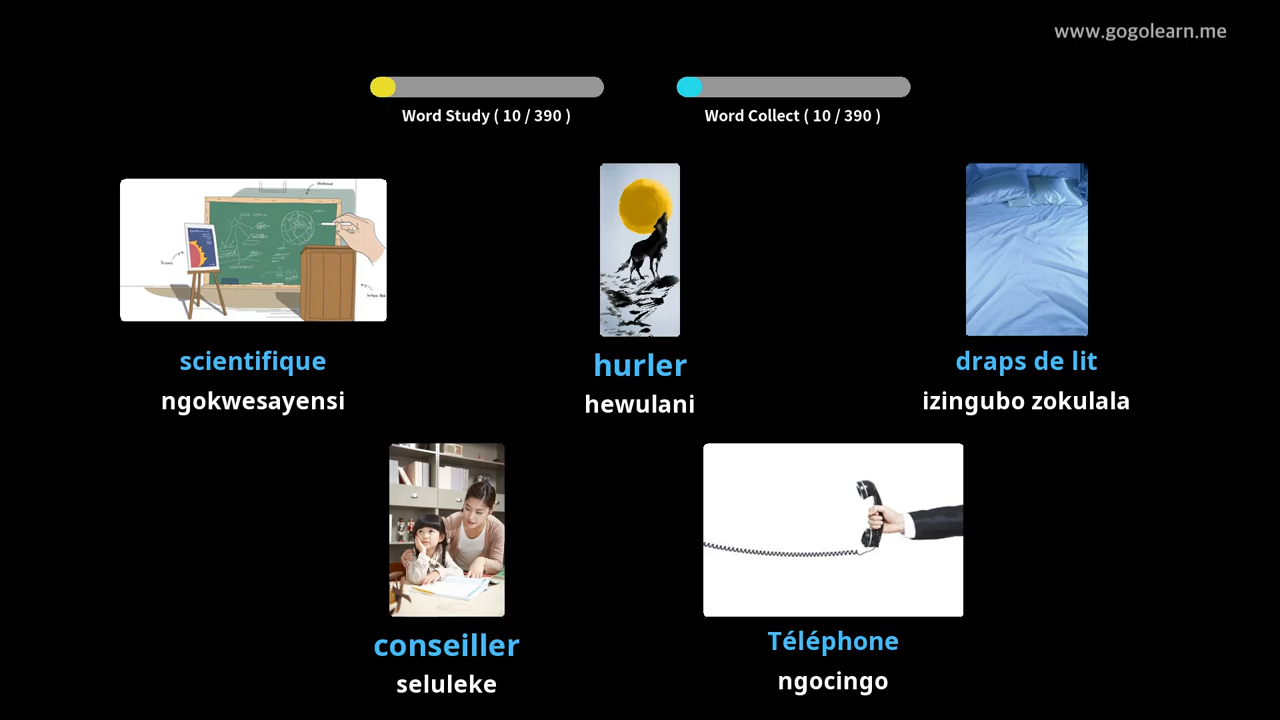 www.gogolearn.me
Word Study ( 10 / 390 )
Word Collect ( 10 / 390 )
scientifique
hurler
draps de lit
ngokwesayensi
hewulani
izingubo zokulala
conseiller
Téléphone
seluleke
ngocingo